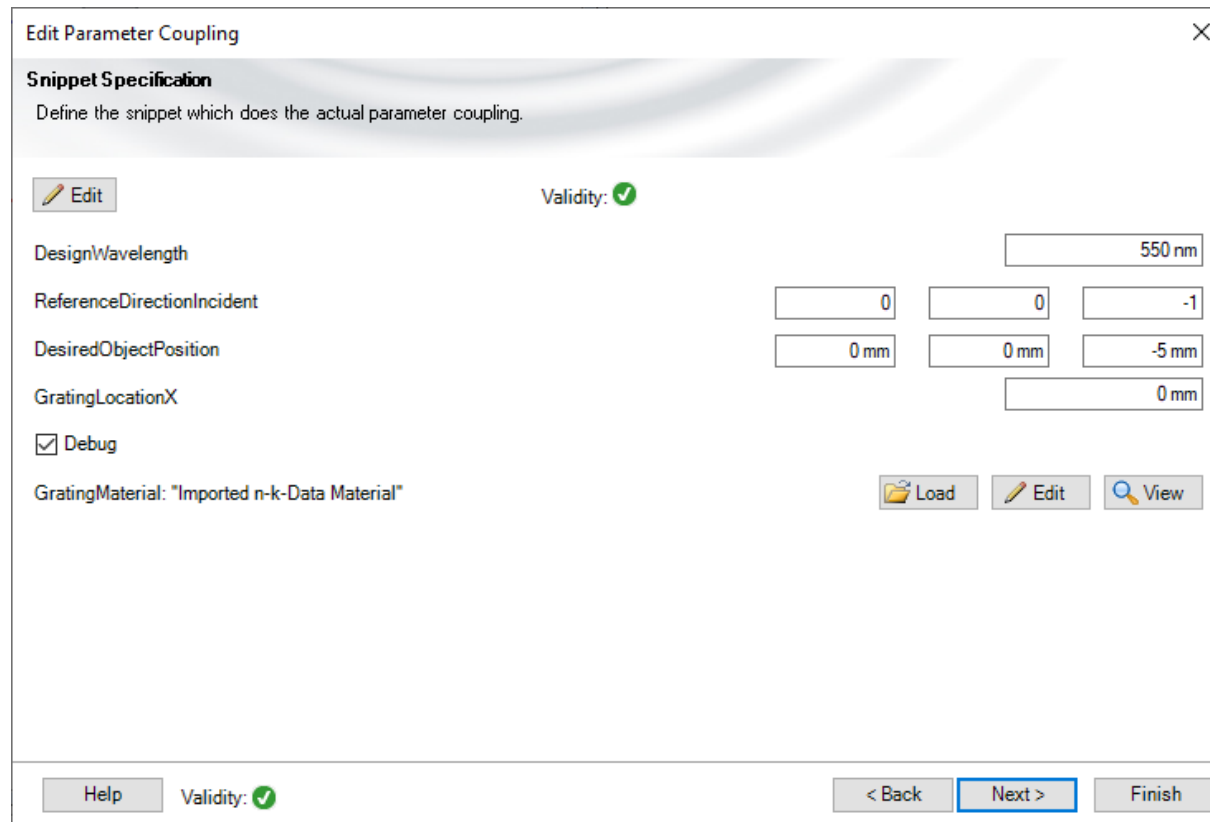 Edit Parameter Coupling
Snippet Specification
Define the snippet which does the actual parameter coupling.
Edit Validity:
DesignWavelength 550 nm
ReferenceDirectionIncident 0 0 -1
DesiredObjectPosition 0 mm 0 mm -5 mm
GratingLocationX 0 mm
Debug
GratingMaterial: "Imported n-k-Data Material" Load Edit View
Help Validity: < Back Next > Finish